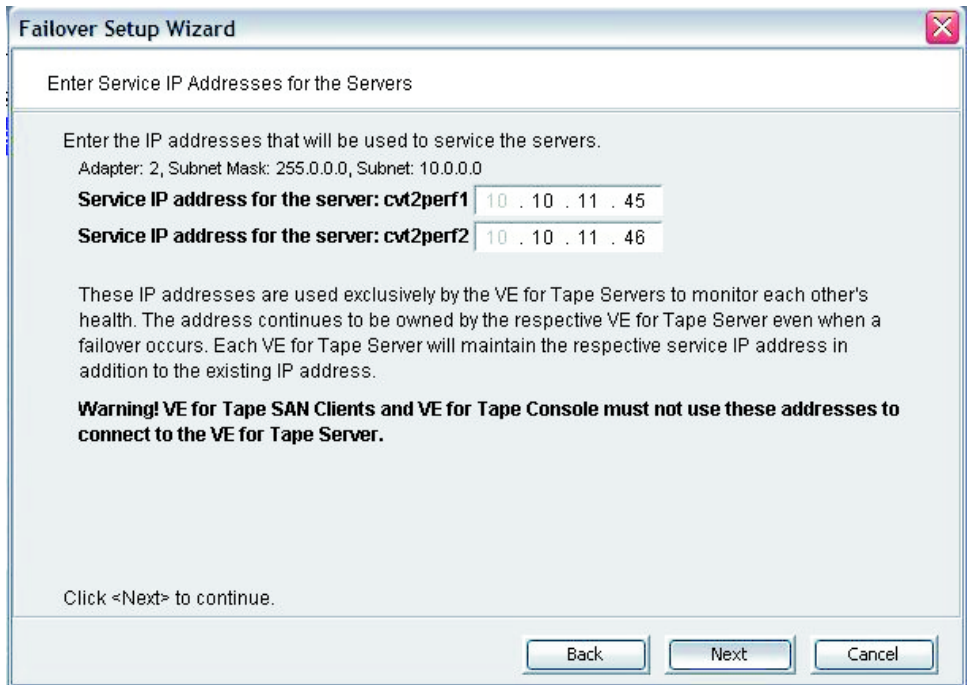 Failover Setup Wizard
Enter Service IP Addresses for the Servers
Enter the IP addresses that will be used to service the servers.
Adapter: 2, Subnet Mask: 255.0.0.0, Subnet: 10.0.0.0
Service IP address for the server: cvt2perf1 10 . 10 . 11 . 45
Service IP address for the server: cvt2perf2 10 . 10 . 11 . 46
These IP addresses are used exclusively by the VE for Tape Servers to monitor each other's
health. The address continues to be owned by the respective VE for Tape Server even when a
failover occurs. Each VE for Tape Server will maintain the respective service IP address in
addition to the existing IP address.
Warning! VE for Tape SAN Clients and VE for Tape Console must not use these addresses to
connect to the VE for Tape Server.
Click <Next> to continue.
Back Next Cancel